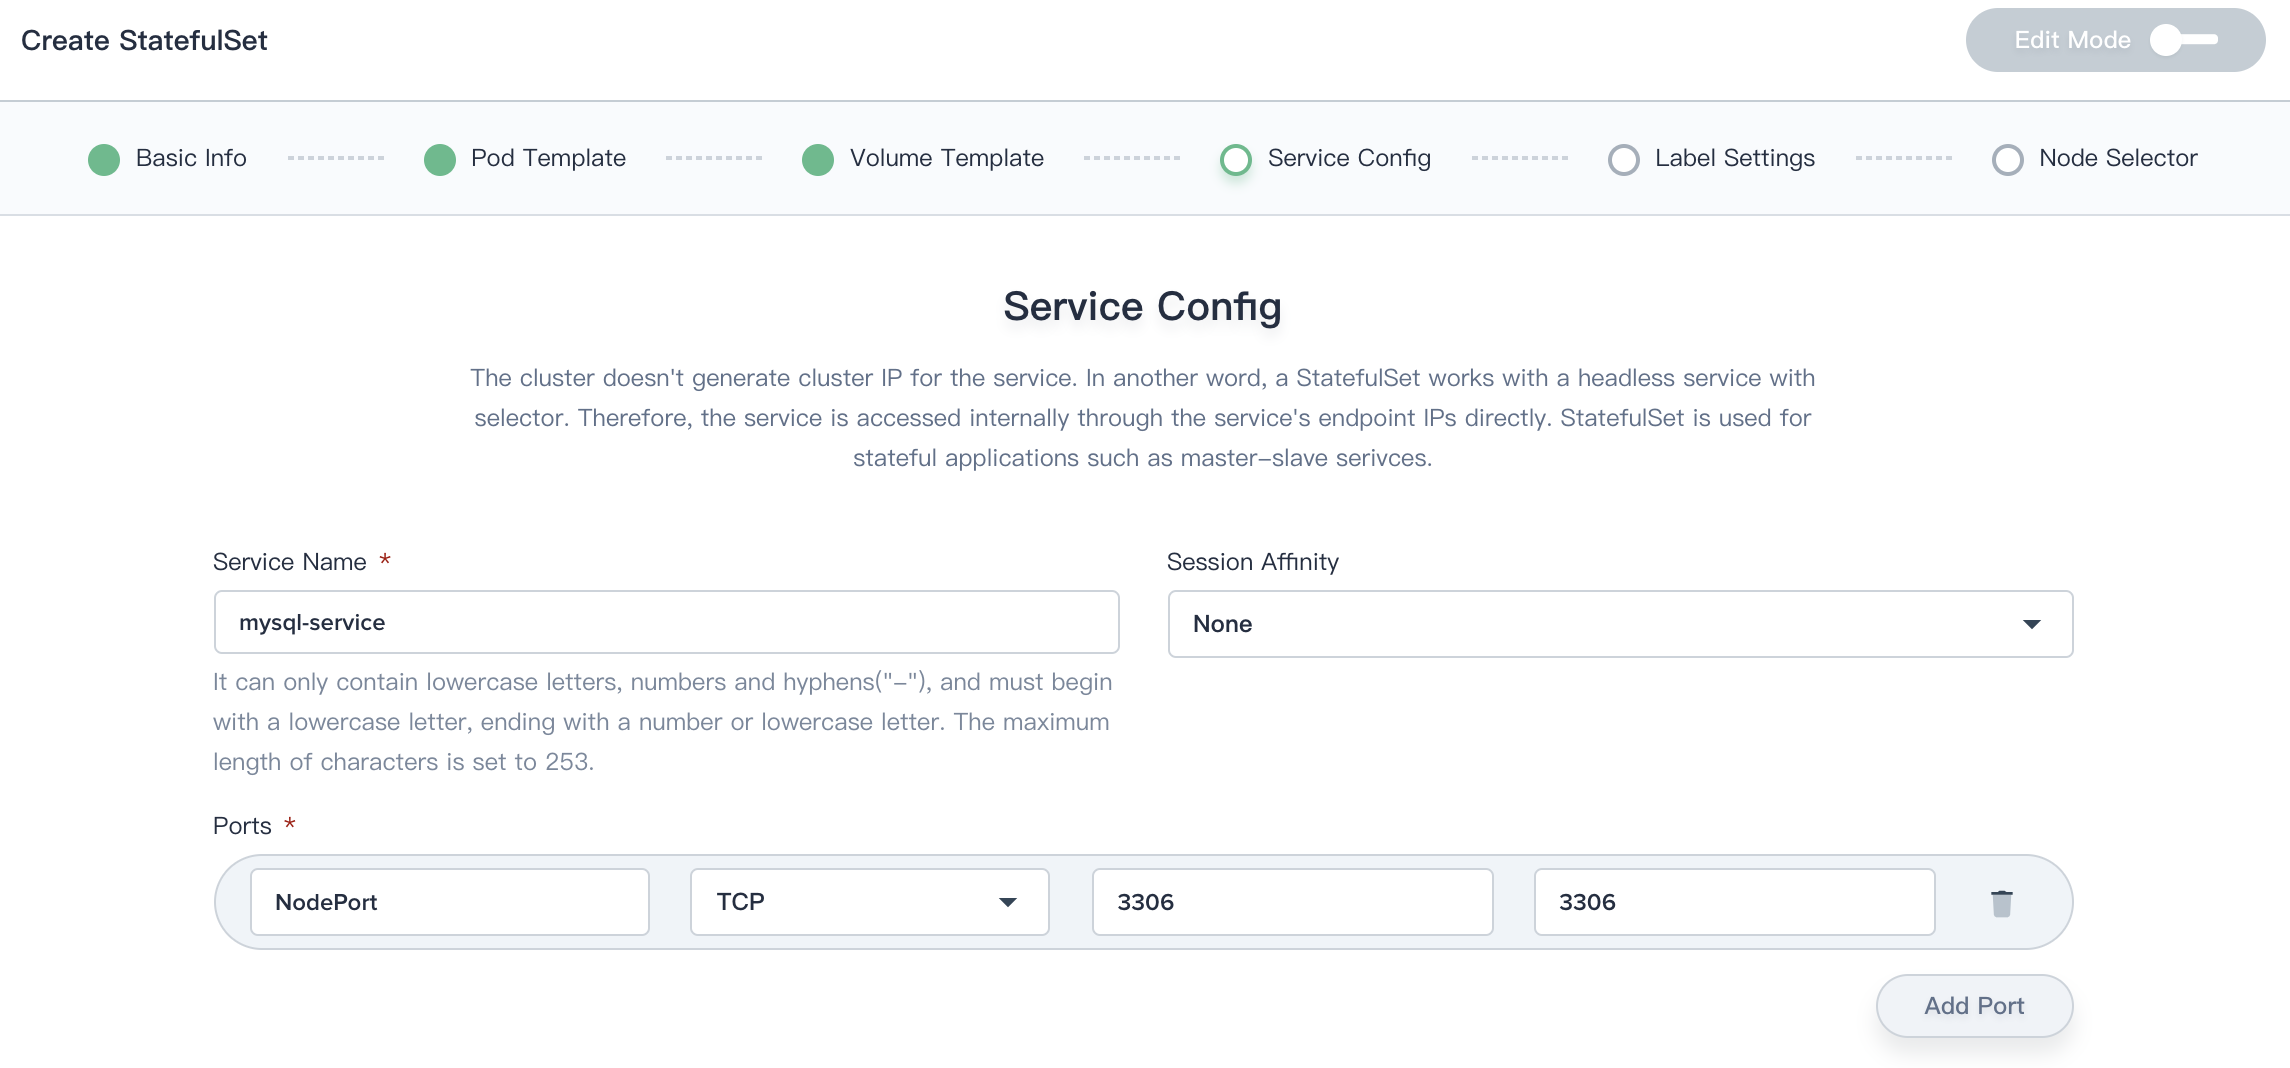 Create StatefulSet
Edit Mode
Basic Info
Pod Template
Volume Template
Service Config
Label Settings
Node Selector
Service Config
The cluster doesn't generate cluster IP for the service. In another word, a StatefulSet works with a headless service with
selector. Therefore, the service is accessed internally through the service's endpoint IPs directly. StatefulSet is used for
stateful applications such as master-slave serivces.
Service Name *
mysql-service
It can only contain lowercase letters, numbers and hyphens("-"), and must begin
with a lowercase letter, ending with a number or lowercase letter. The maximum
length of characters is set to 253.
Session Affinity
None
Ports *
NodePort
TCP
3306
3306
Add Port